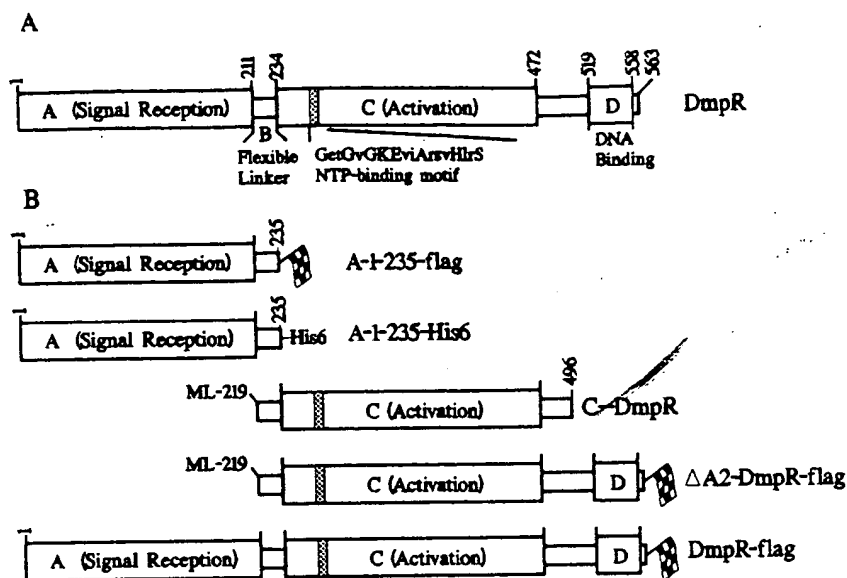 A
1 211 234 472 519 558 563
A (Signal Reception) C (Activation) D DmpR
B
Flexible Linker
GetGvGKEviArsvHlrS
NTP-binding motif
DNA Binding
B
1 235
A (Signal Reception) A-1-235-flag
1 235
A (Signal Reception) His6 A-1-235-His6
ML-219 496
C (Activation) C-DmpR
ML-219
C (Activation) D ΔA2-DmpR-flag
1
A (Signal Reception) C (Activation) D DmpR-flag